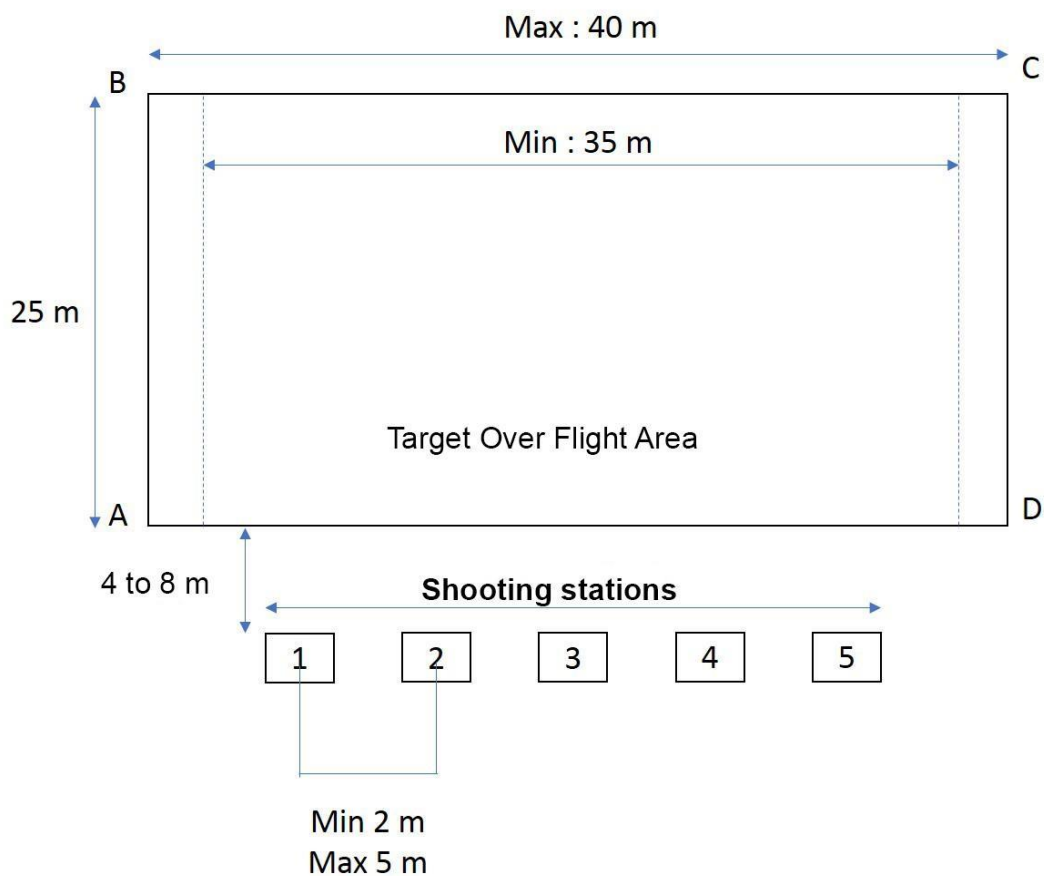 Max : 40 m
B
C
Min : 35 m
25 m
Target Over Flight Area
A
D
4 to 8 m
Shooting stations
1
2
3
4
5
Min 2 m
Max 5 m